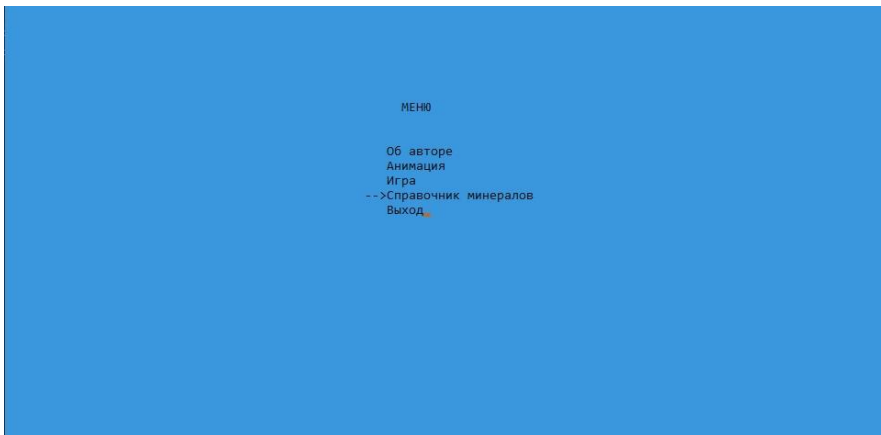 МЕНЮ
Об авторе
Анимация
Игра
-->Справочник минералов
Выход